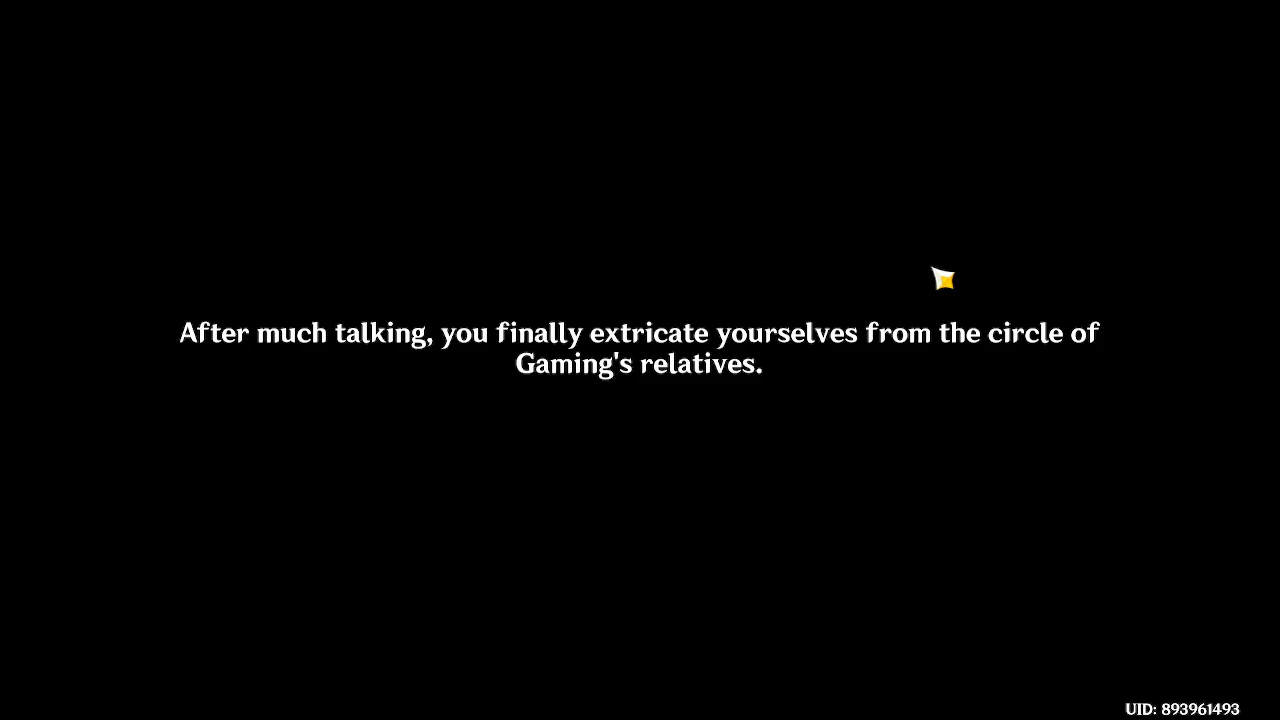 After much talking, you finally extricate yourselves from the circle of
Gaming's relatives.
UID: 893961493